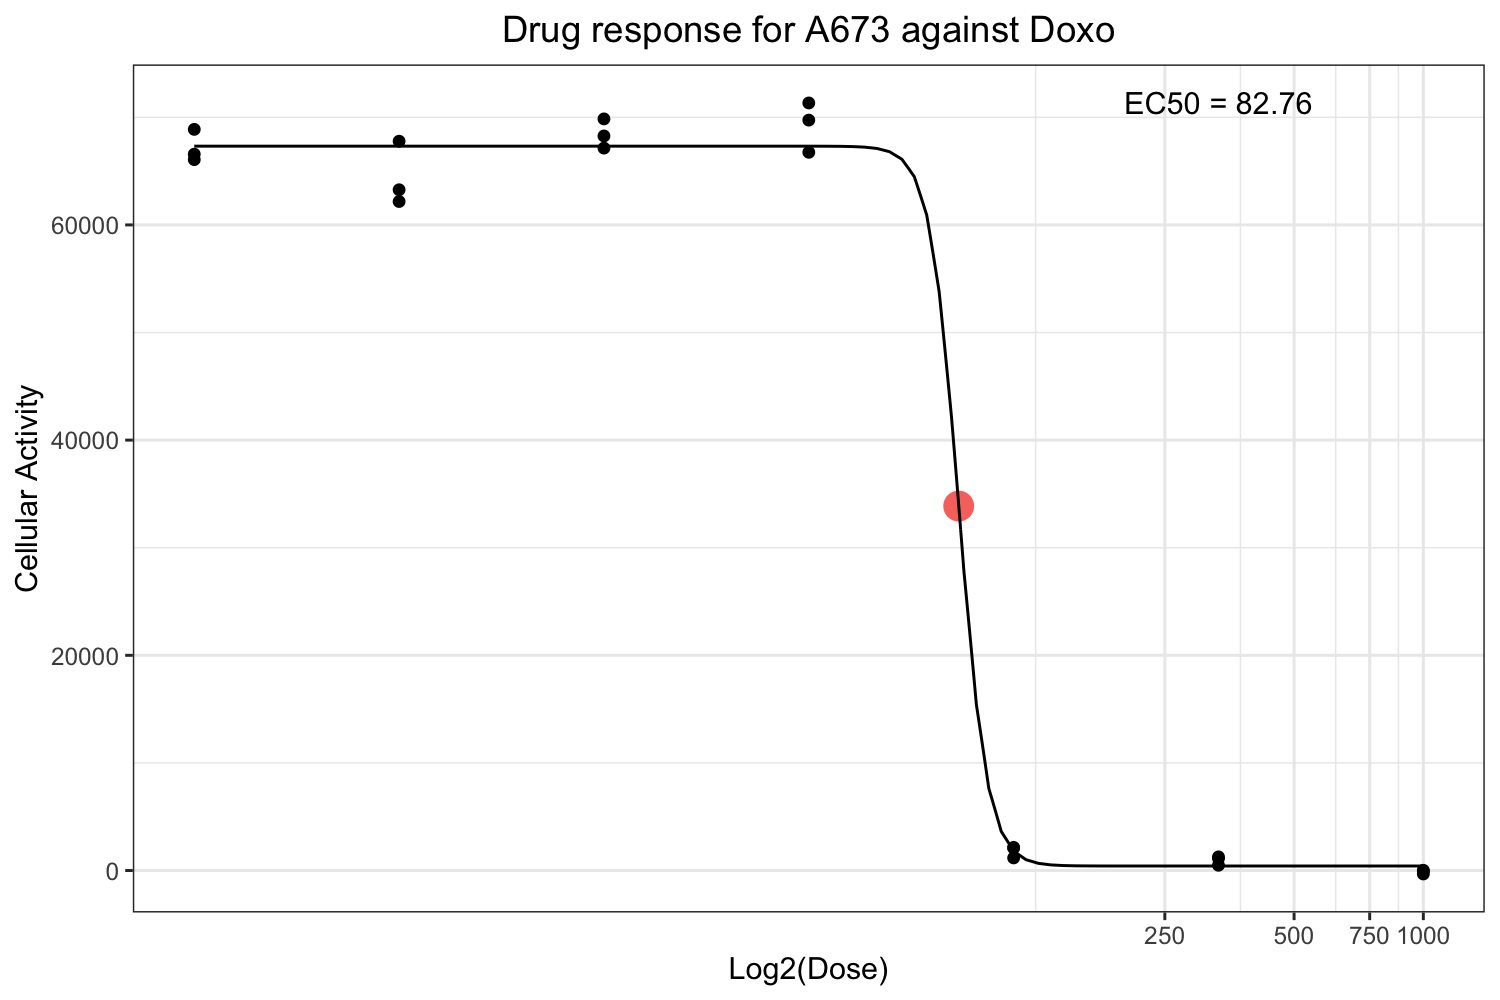 Drug response for A673 against Doxo
EC50 = 82.76
60000
40000
20000
0
Cellular Activity
250 500 750 1000
Log2(Dose)